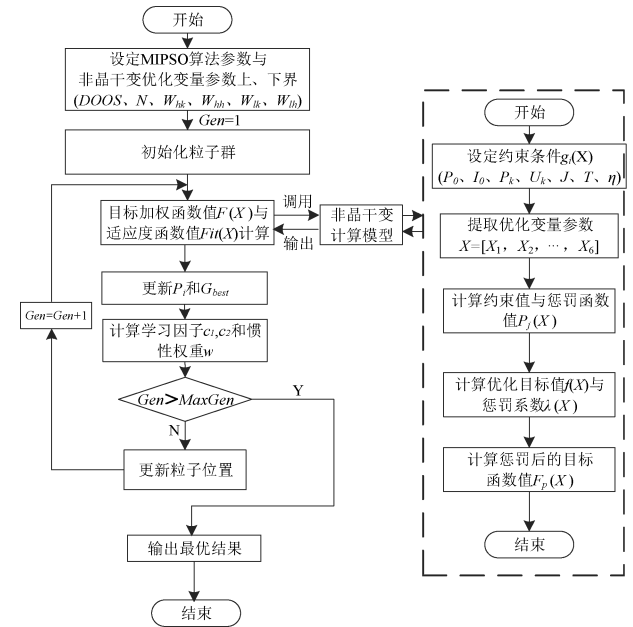 开始
设定MIPSO算法参数与
非晶干变优化变量参数上、下界
(DOOS、N、Whk、Whh、Wlk、Wlh)
Gen=1
初始化粒子群
目标加权函数值F(X)与
适应度函数值Fit(X)计算
调用
输出
非晶干变
计算模型
更新Pi和Gbest
Gen=Gen+1
计算学习因子c1,c2和惯
性权重w
Gen>MaxGen
Y
N
更新粒子位置
输出最优结果
结束
开始
设定约束条件gi(X)
(P0、I0、Pk、Uk、J、T、η)
提取优化变量参数
X=[X1, X2, ···, X6]
计算约束值与惩罚函数
值Pj(X)
计算优化目标值f(X)与
惩罚系数λ(X)
计算惩罚后的目标
函数值Fp(X)
结束